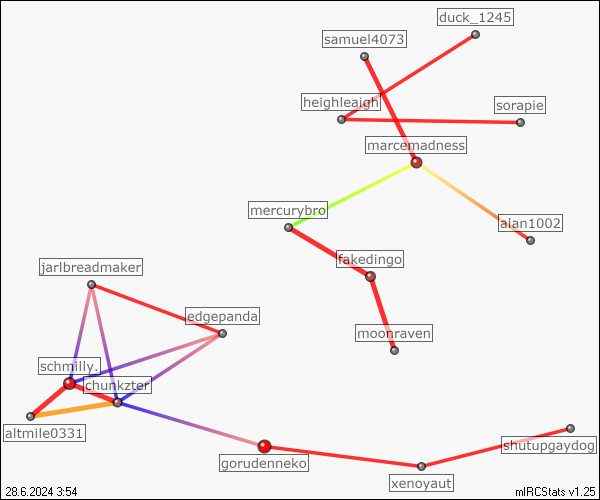 duck_1245
samuel4073
heighleaigh
sorapie
marcemadness
mercurybro
alan1002
fakedingo
jarlbreadmaker
edgepanda
moonraven
schmilly.
chunkzter
altmile0331
shutupgaydog
gorudenneko
xenoyaut
28.6.2024 3:54
mIRCStats v1.25